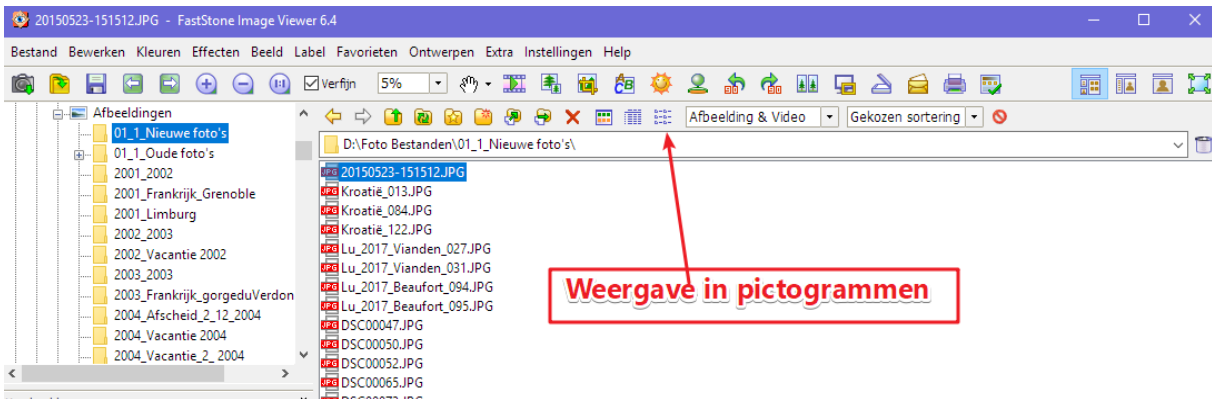 20150523-151512.JPG - FastStone Image Viewer 6.4
Bestand Bewerken Kleuren Effecten Beeld Label Favorieten Ontwerpen Extra Instellingen Help
Verfijn 5%
Afbeeldingen
01_1_Nieuwe foto's
01_1_Oude foto's
2001_2002
2001_Frankrijk_Grenoble
2001_Limburg
2002_2003
2002_Vacantie 2002
2003_2003
2003_Frankrijk_gorgeduVerdon
2004_Afscheid_2_12_2004
2004_Vacantie 2004
2004_Vacantie_2_ 2004
Afbeelding & Video Gekozen sortering
D:\Foto Bestanden\01_1_Nieuwe foto's\
20150523-151512.JPG
Kroatië_013.JPG
Kroatië_084.JPG
Kroatië_122.JPG
Lu_2017_Vianden_027.JPG
Lu_2017_Vianden_031.JPG
Lu_2017_Beaufort_094.JPG
Lu_2017_Beaufort_095.JPG
DSC00047.JPG
DSC00050.JPG
DSC00052.JPG
DSC00065.JPG
Weergave in pictogrammen